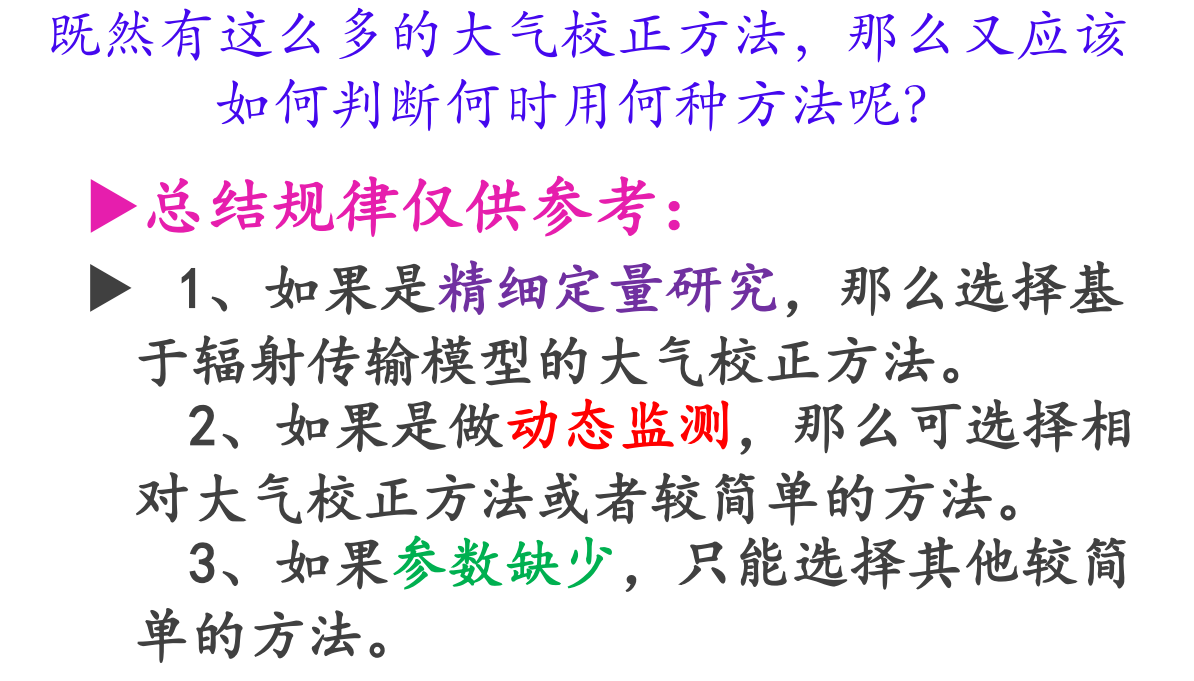 既然有这么多的大气校正方法，那么又应该
如何判断何时用何种方法呢？
总结规律仅供参考：
1、如果是精细定量研究，那么选择基
于辐射传输模型的大气校正方法。
2、如果是做动态监测，那么可选择相
对大气校正方法或者较简单的方法。
3、如果参数缺少，只能选择其他较简
单的方法。